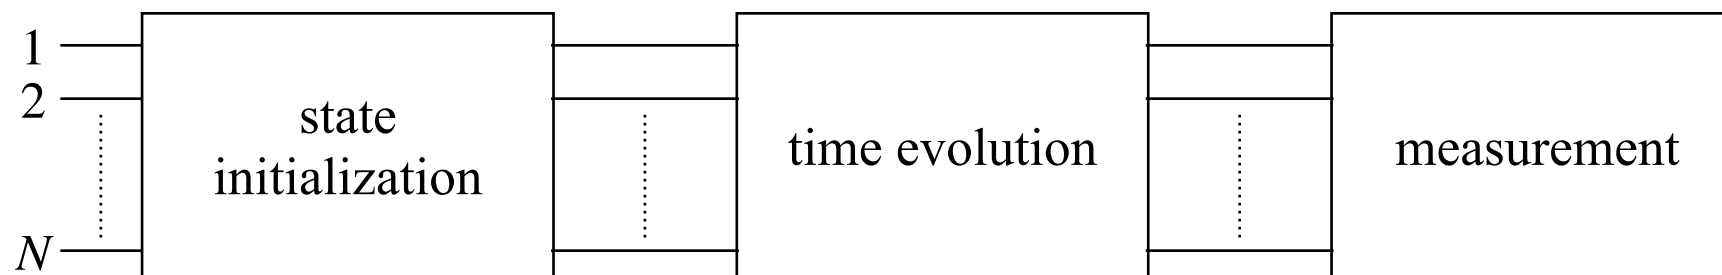 1
2
N
state
initialization
time evolution
measurement